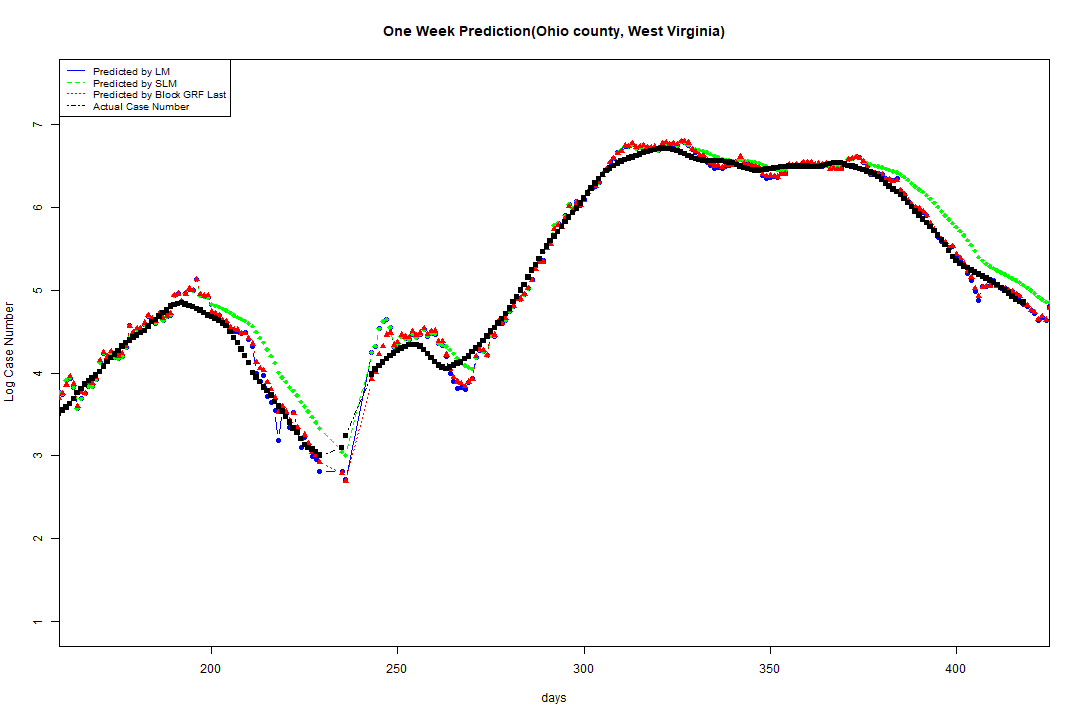 One Week Prediction(Ohio county, West Virginia)
Predicted by LM
Predicted by SLM
Predicted by Block GRF Last
Actual Case Number
7
6
5
4
3
2
1
Log Case Number
200 250 300 350 400
days